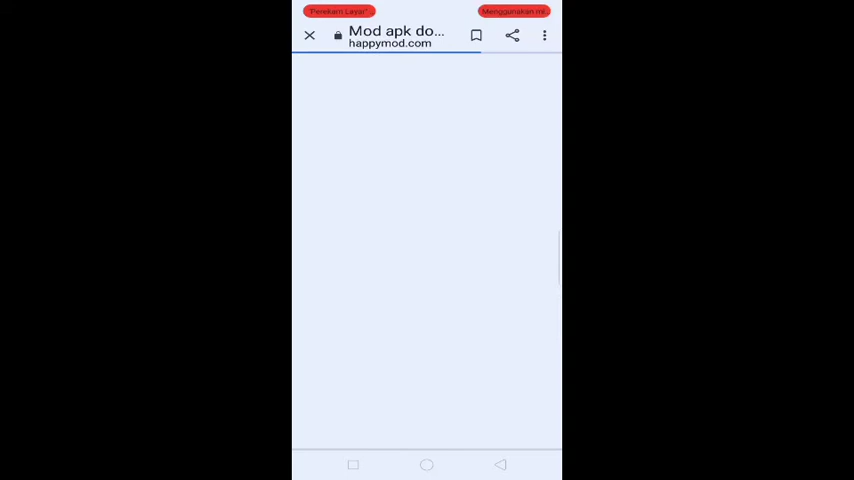 "Perekam Layar" .
Menggunakan mi..
Mod apk do...
happymod.com